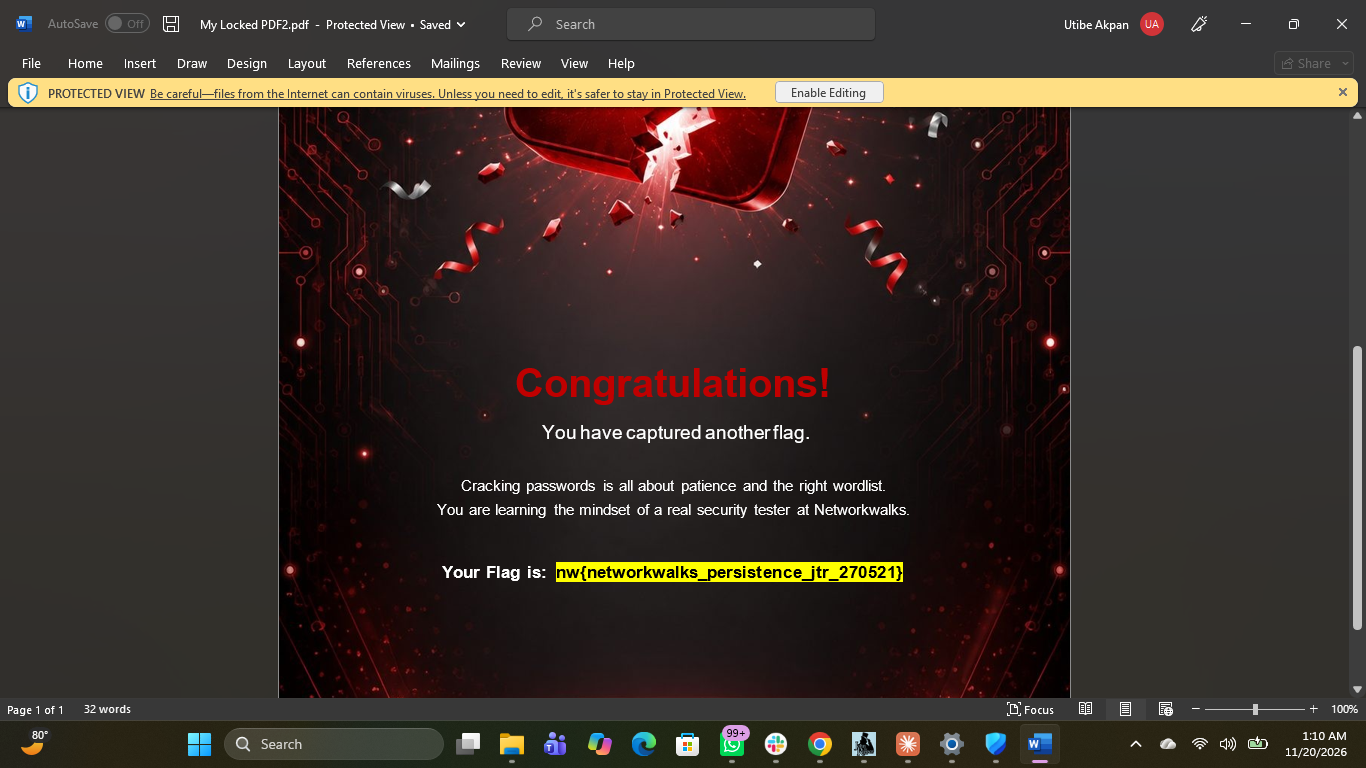 AutoSave Off My Locked PDF2.pdf - Protected View • Saved Search Utibe Akpan UA
File Home Insert Draw Design Layout References Mailings Review View Help Share
PROTECTED VIEW Be careful—files from the Internet can contain viruses. Unless you need to edit, it's safer to stay in Protected View. Enable Editing
Congratulations!
You have captured another flag.
Cracking passwords is all about patience and the right wordlist.
You are learning the mindset of a real security tester at Networkwalks.
Your Flag is: nw{networkwalks_persistence_jtr_270521}
Page 1 of 1 32 words Focus 100%
80° Search 99+ 1:10 AM
11/20/2026